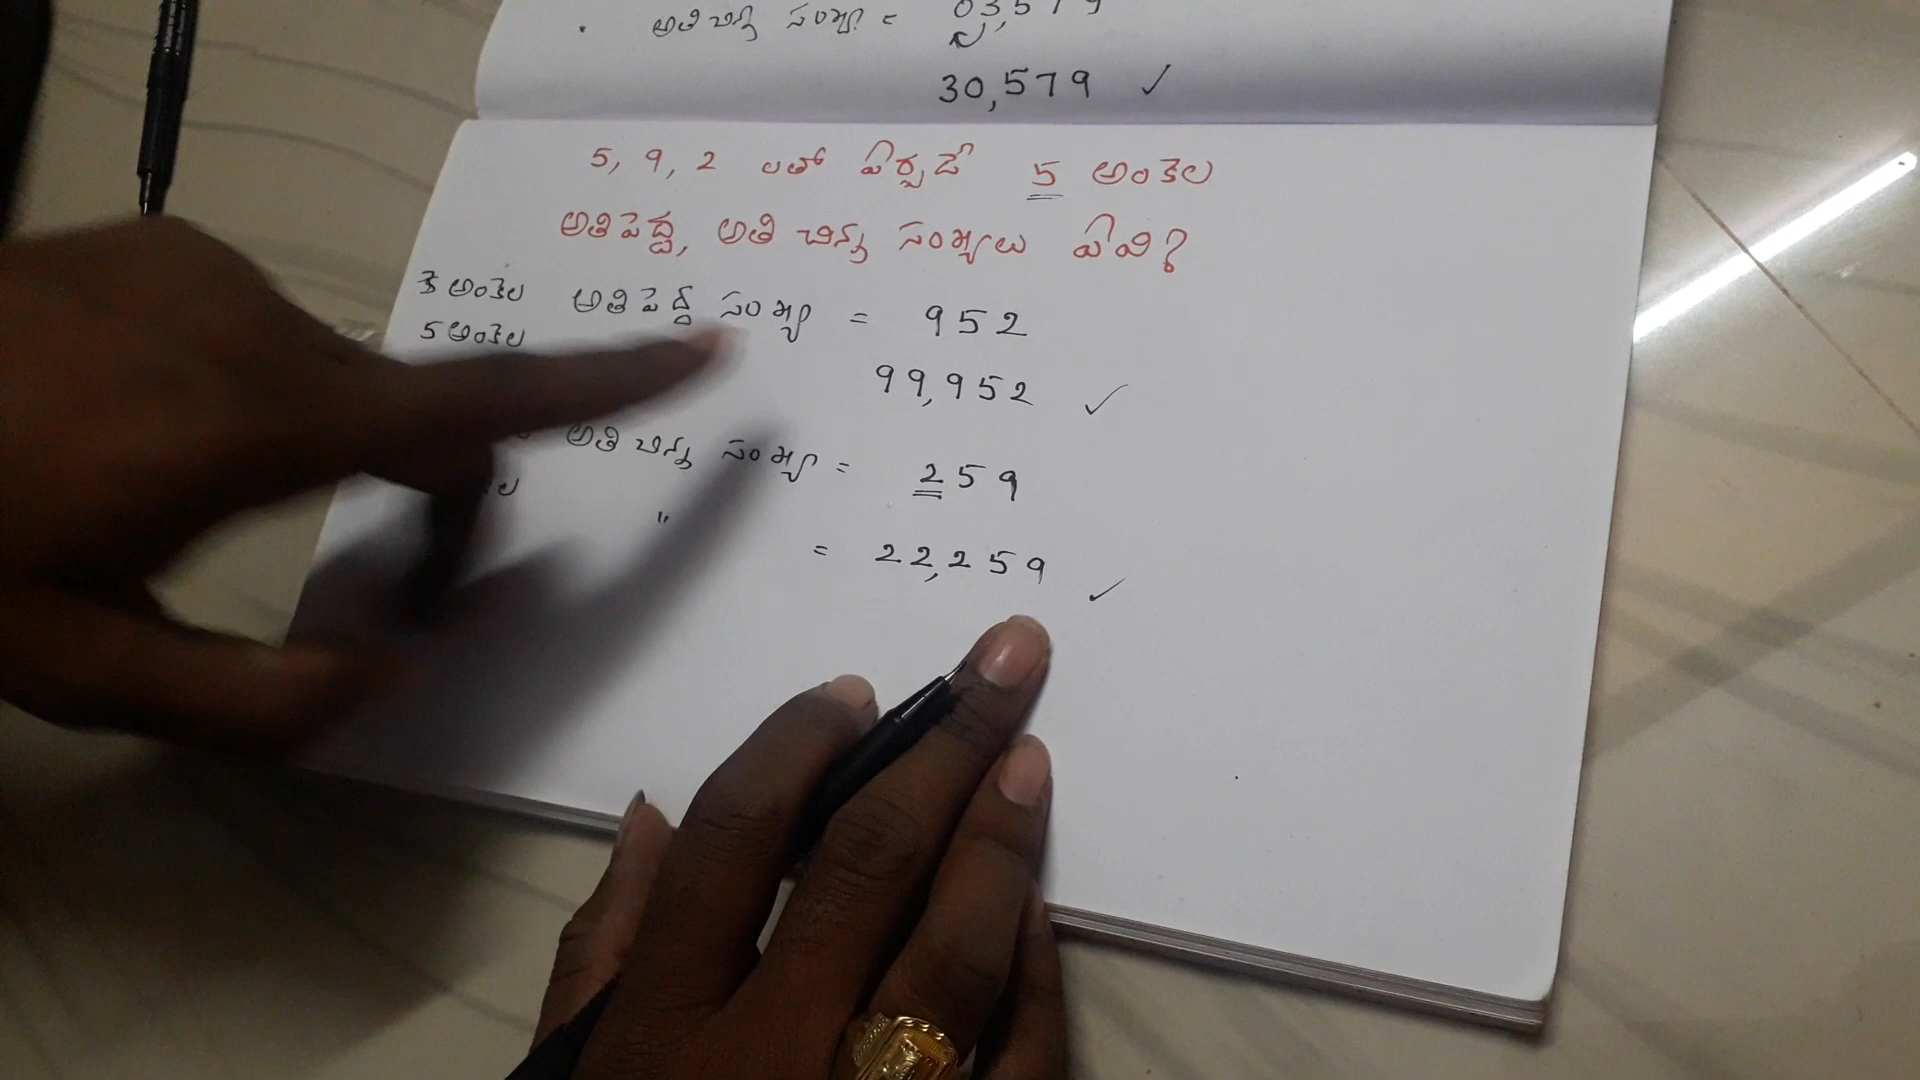 అతి చిన్న సంఖ్య =
30,579 ✓
5, 9, 2 లతో ఏర్పడే 5 అంకెల
అతిపెద్ద, అతి చిన్న సంఖ్యలు ఏవి?
3 అంకెల అతిపెద్ద సంఖ్య = 952
5 అంకెల 99,952 ✓
అతి చిన్న సంఖ్య = 259
" = 22,259 ✓